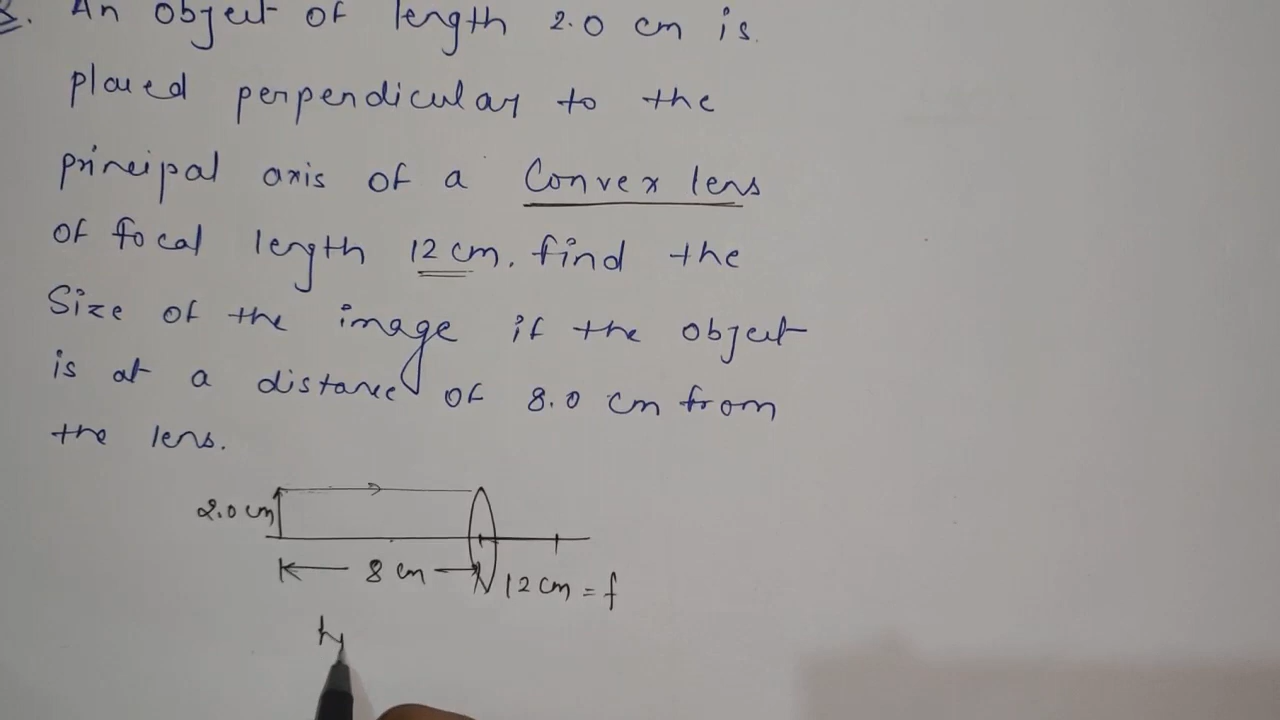 An object of length 2.0 cm is
placed perpendicular to the
principal axis of a Convex lens
of focal length 12 cm. find the
Size of the image if the object
is at a distance of 8.0 cm from
the lens.
2.0 cm
8 cm
12 cm = f
h